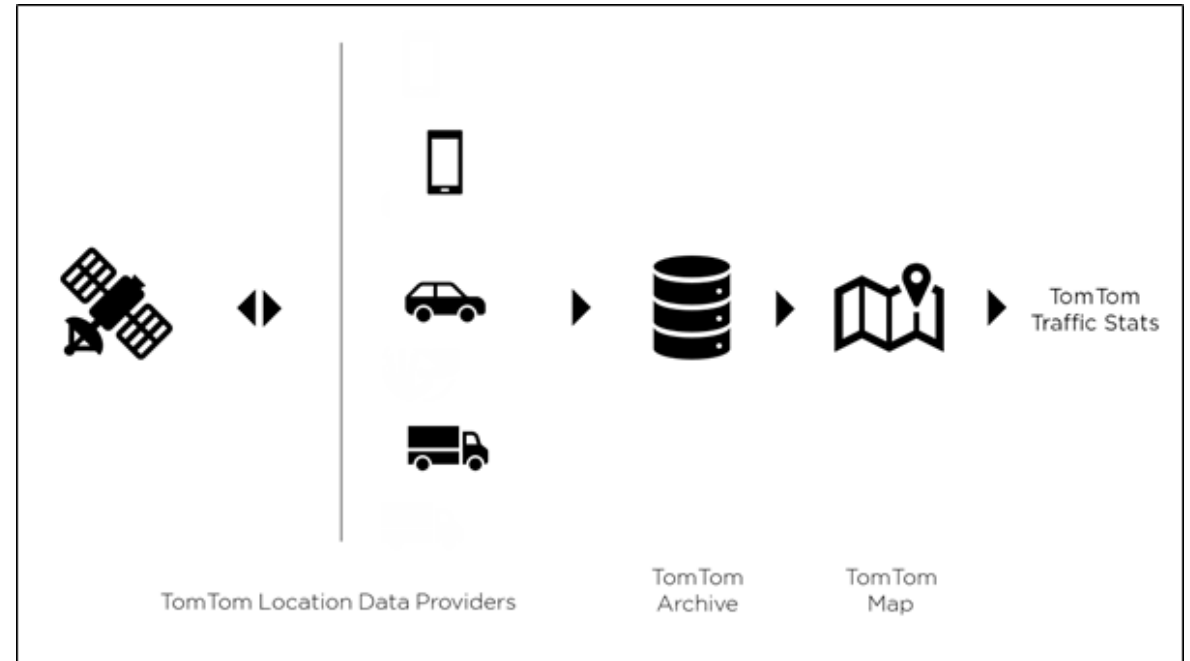 TomTom
Traffic Stats
TomTom Location Data Providers
TomTom
Archive
TomTom
Map